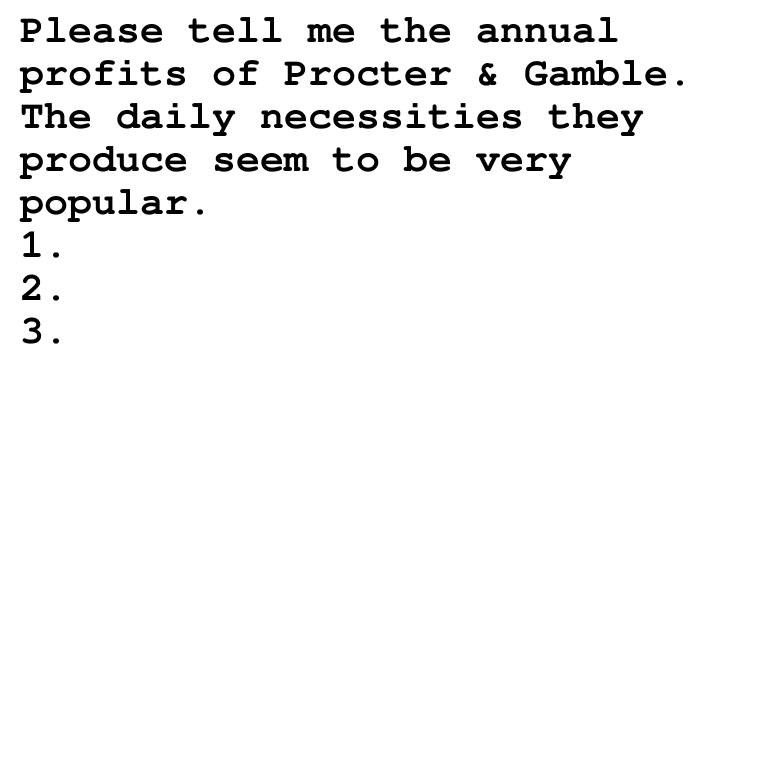 Please tell me the annual
profits of Procter & Gamble.
The daily necessities they
produce seem to be very
popular.
1.
2.
3.